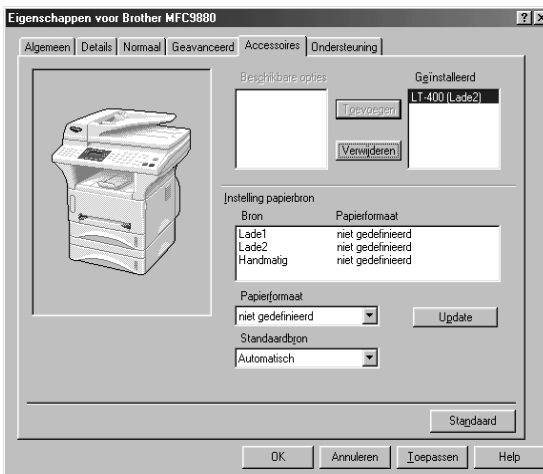 Eigenschappen voor Brother MFC9880
Algemeen Details Normaal Geavanceerd Accessoires Ondersteuning
Beschikbare opties
Geïnstalleerd
LT-400 (Lade2)
Toevoegen
Verwijderen
Instelling papierbron
Bron Papierformaat
Lade1 niet gedefinieerd
Lade2 niet gedefinieerd
Handmatig niet gedefinieerd
Papierformaat
niet gedefinieerd
Update
Standaardbron
Automatisch
Standaard
OK Annuleren Toepassen Help